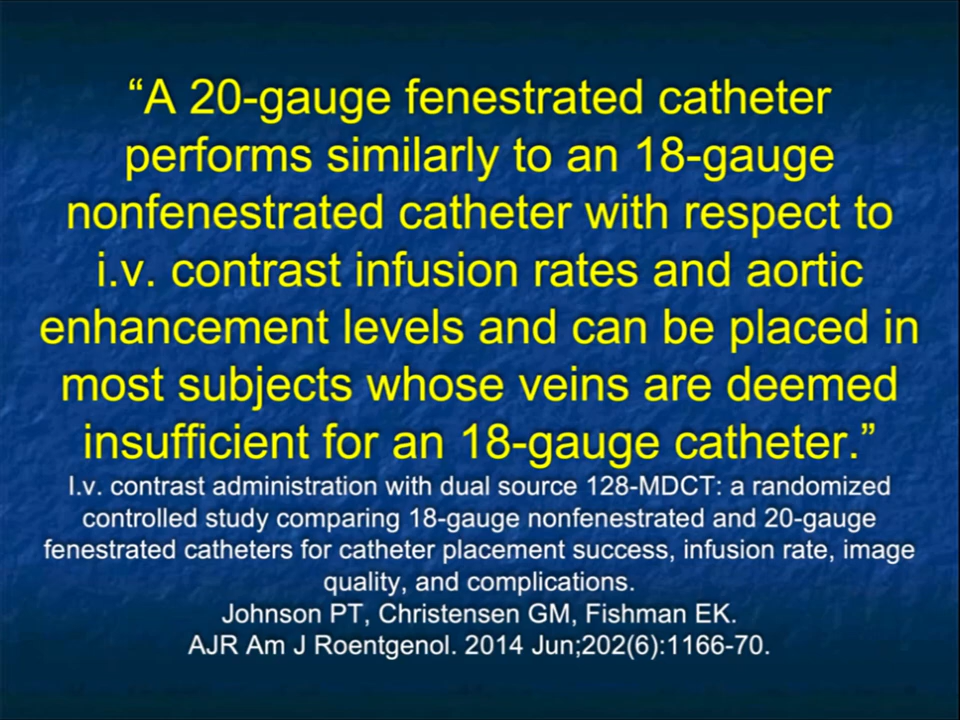 “A 20-gauge fenestrated catheter
performs similarly to an 18-gauge
nonfenestrated catheter with respect to
i.v. contrast infusion rates and aortic
enhancement levels and can be placed in
most subjects whose veins are deemed
insufficient for an 18-gauge catheter.”
I.v. contrast administration with dual source 128-MDCT: a randomized
controlled study comparing 18-gauge nonfenestrated and 20-gauge
fenestrated catheters for catheter placement success, infusion rate, image
quality, and complications.
Johnson PT, Christensen GM, Fishman EK.
AJR Am J Roentgenol. 2014 Jun;202(6):1166-70.